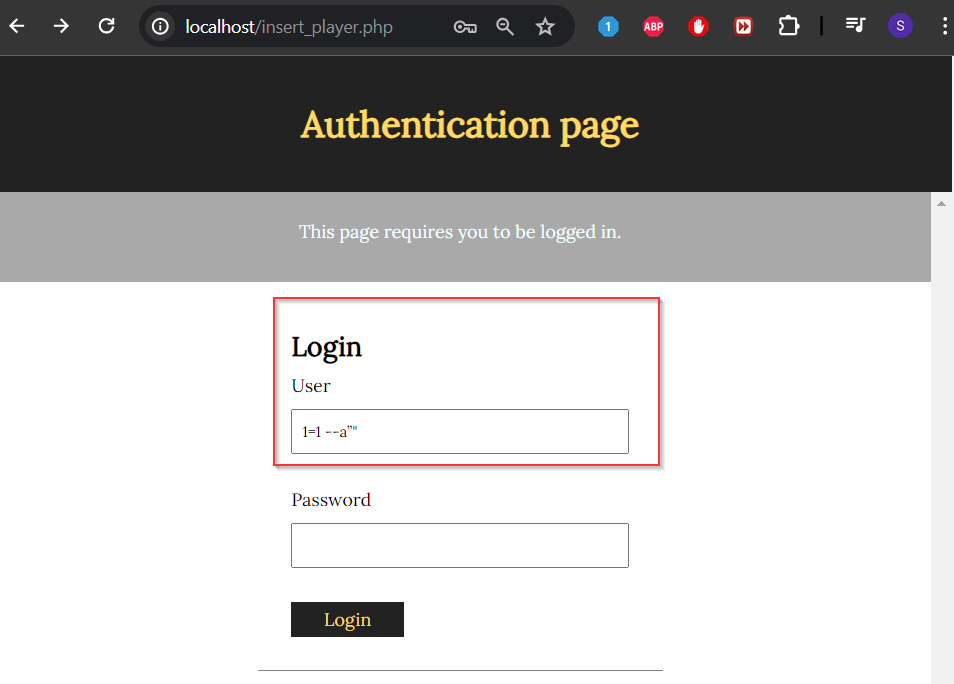 localhost/insert_player.php
1
ABP
S
Authentication page
This page requires you to be logged in.
Login
User
1=1 --a”"
Password
Login